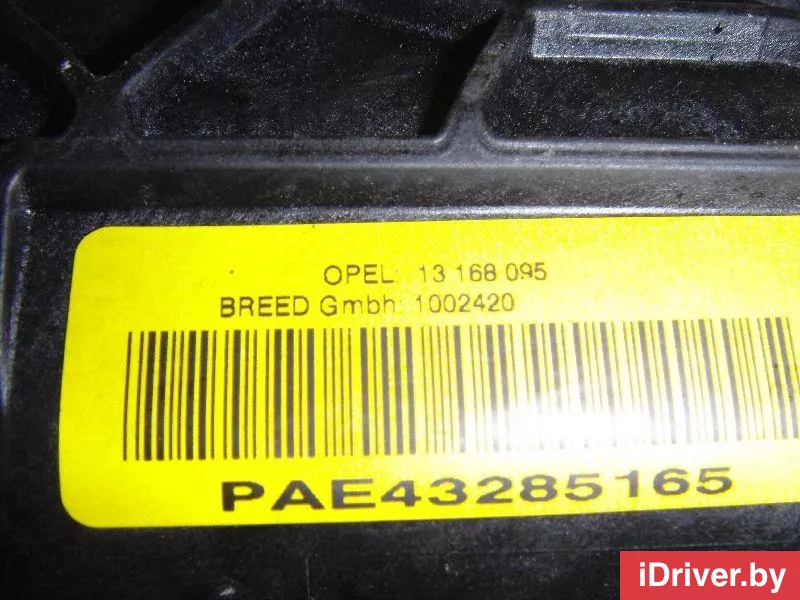 OPEL: 13 168 095
BREED Gmbh: 1002420
PAE43285165
iDriver.by